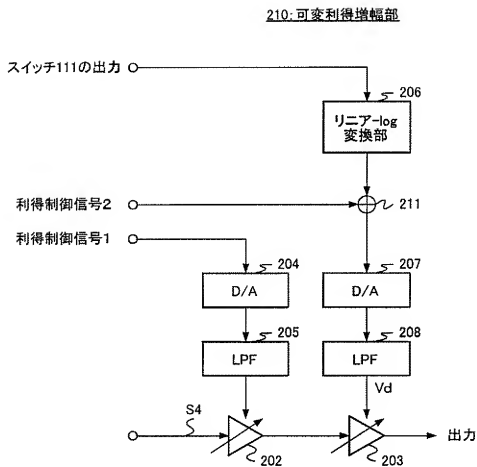 210:可変利得増幅部
スイッチ111の出力
206
リニア-log
変換部
利得制御信号2
211
利得制御信号1
204
207
D/A
D/A
205
208
LPF
LPF
Vd
S4
出力
202
203